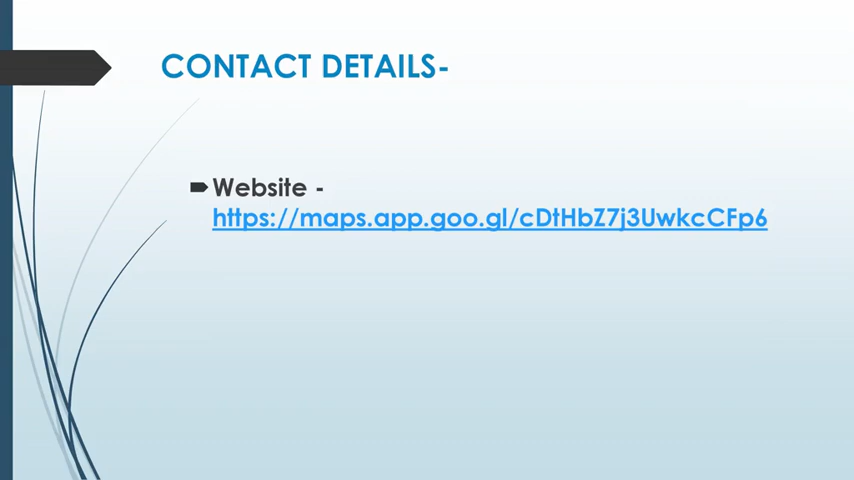 CONTACT DETAILS-
Website -
https://maps.app.goo.gl/cDtHbZ7j3UwkcCFp6